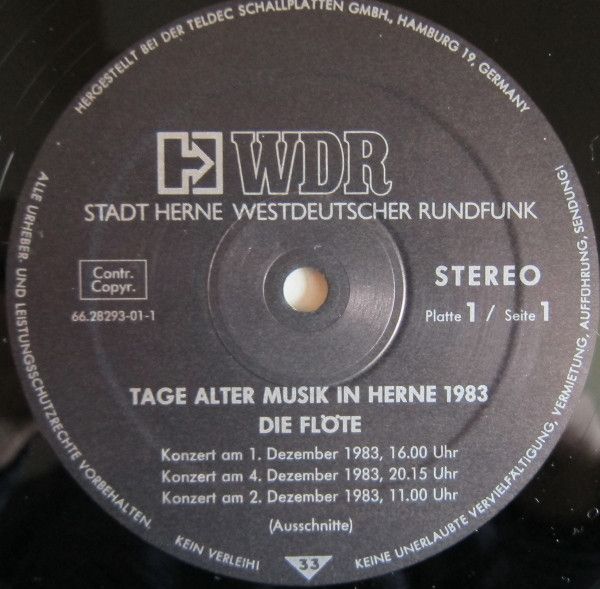 HERGESTELLT BEI DER TELDEC SCHALLPLATTEN GMBH., HAMBURG 19, GERMANY
WDR
STADT HERNE WESTDEUTSCHER RUNDFUNK
Contr.
Copyr.
66.28293-01-1
STEREO
Platte 1 / Seite 1
TAGE ALTER MUSIK IN HERNE 1983
DIE FLÖTE
Konzert am 1. Dezember 1983, 16.00 Uhr
Konzert am 4. Dezember 1983, 20.15 Uhr
Konzert am 2. Dezember 1983, 11.00 Uhr
(Ausschnitte)
33
ALLE URHEBER. UND LEISTUNGSSCHUTZRECHTE VORBEHALTEN.
KEIN VERLEIH!
KEINE UNERLAUBTE VERVIELFÄLTIGUNG, VERMIETUNG, AUFFÜHRUNG, SENDUNG!